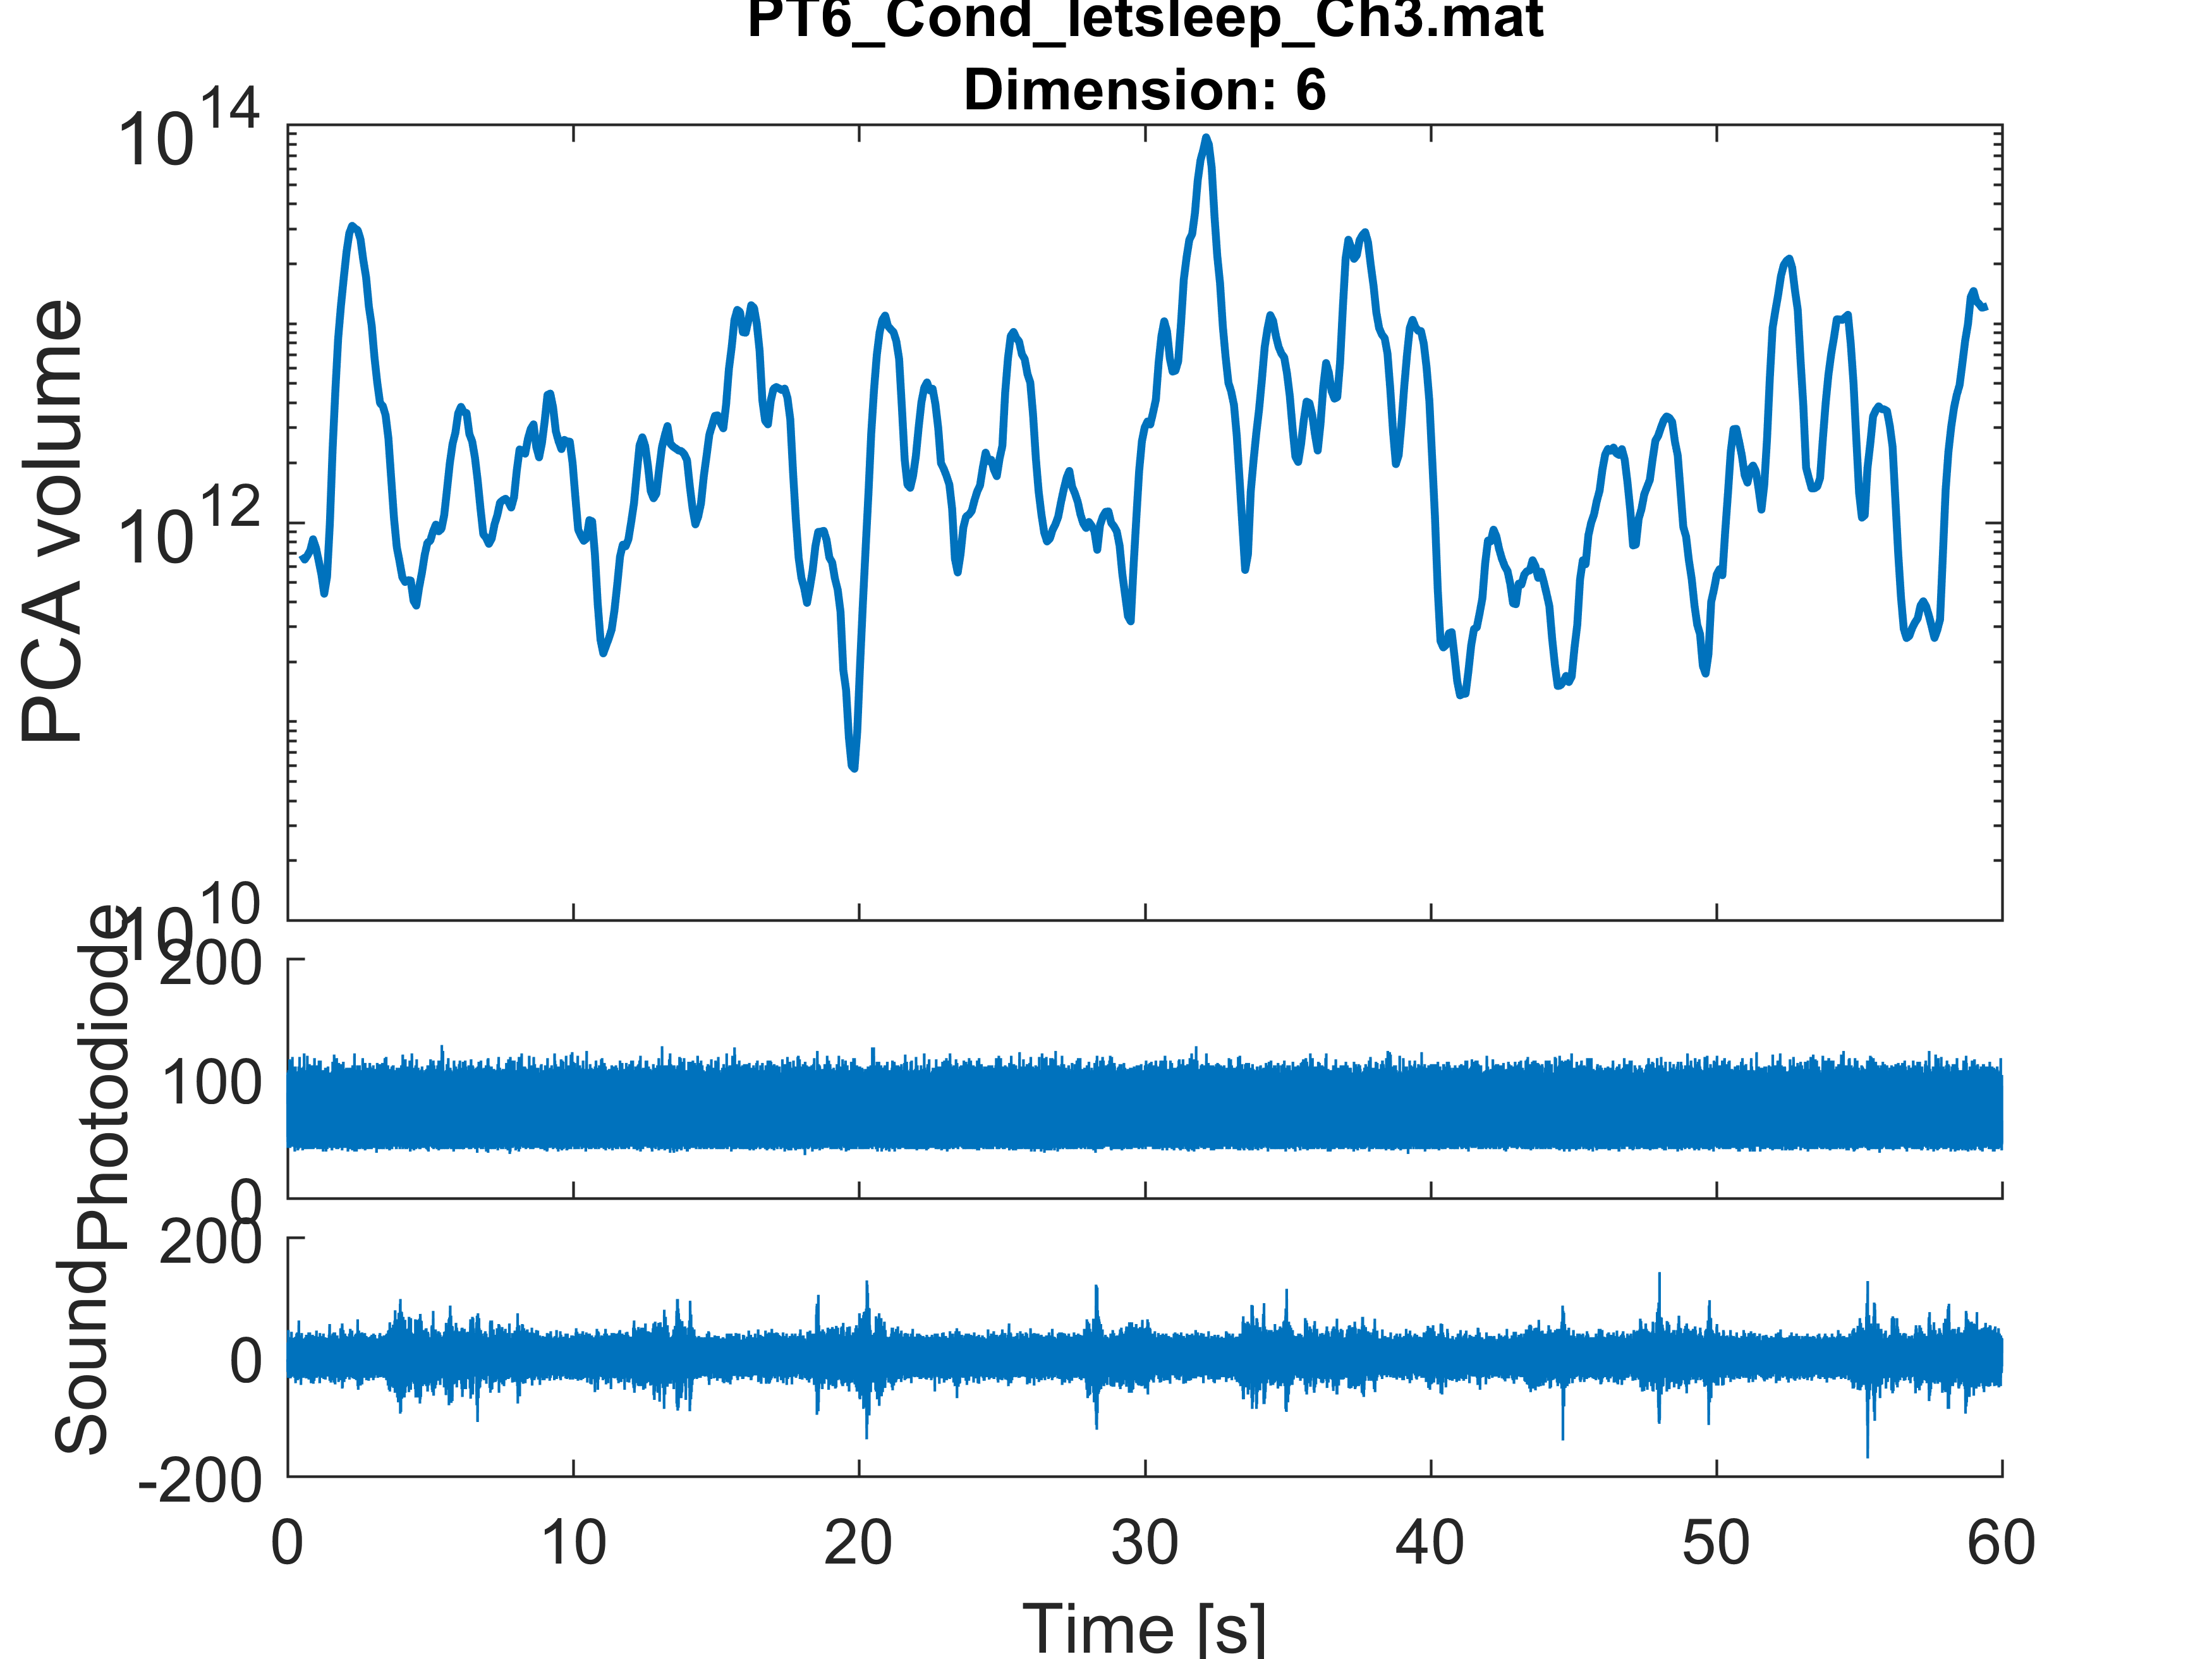 PT6_Cond_letsleep_Ch3.mat
Dimension: 6
PCA volume
10^14
10^12
10^10
Photodiode
200
100
0
Sound
200
0
-200
0 10 20 30 40 50 60
Time [s]